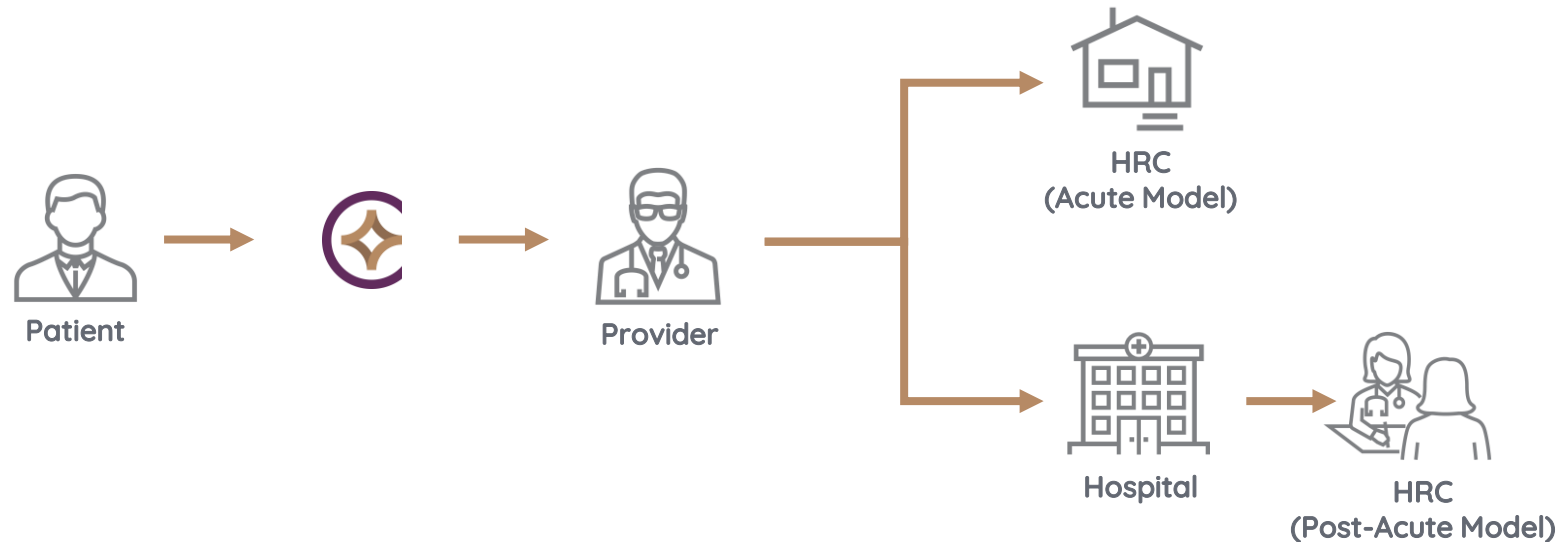 Patient
Provider
HRC
(Acute Model)
Hospital
HRC
(Post-Acute Model)